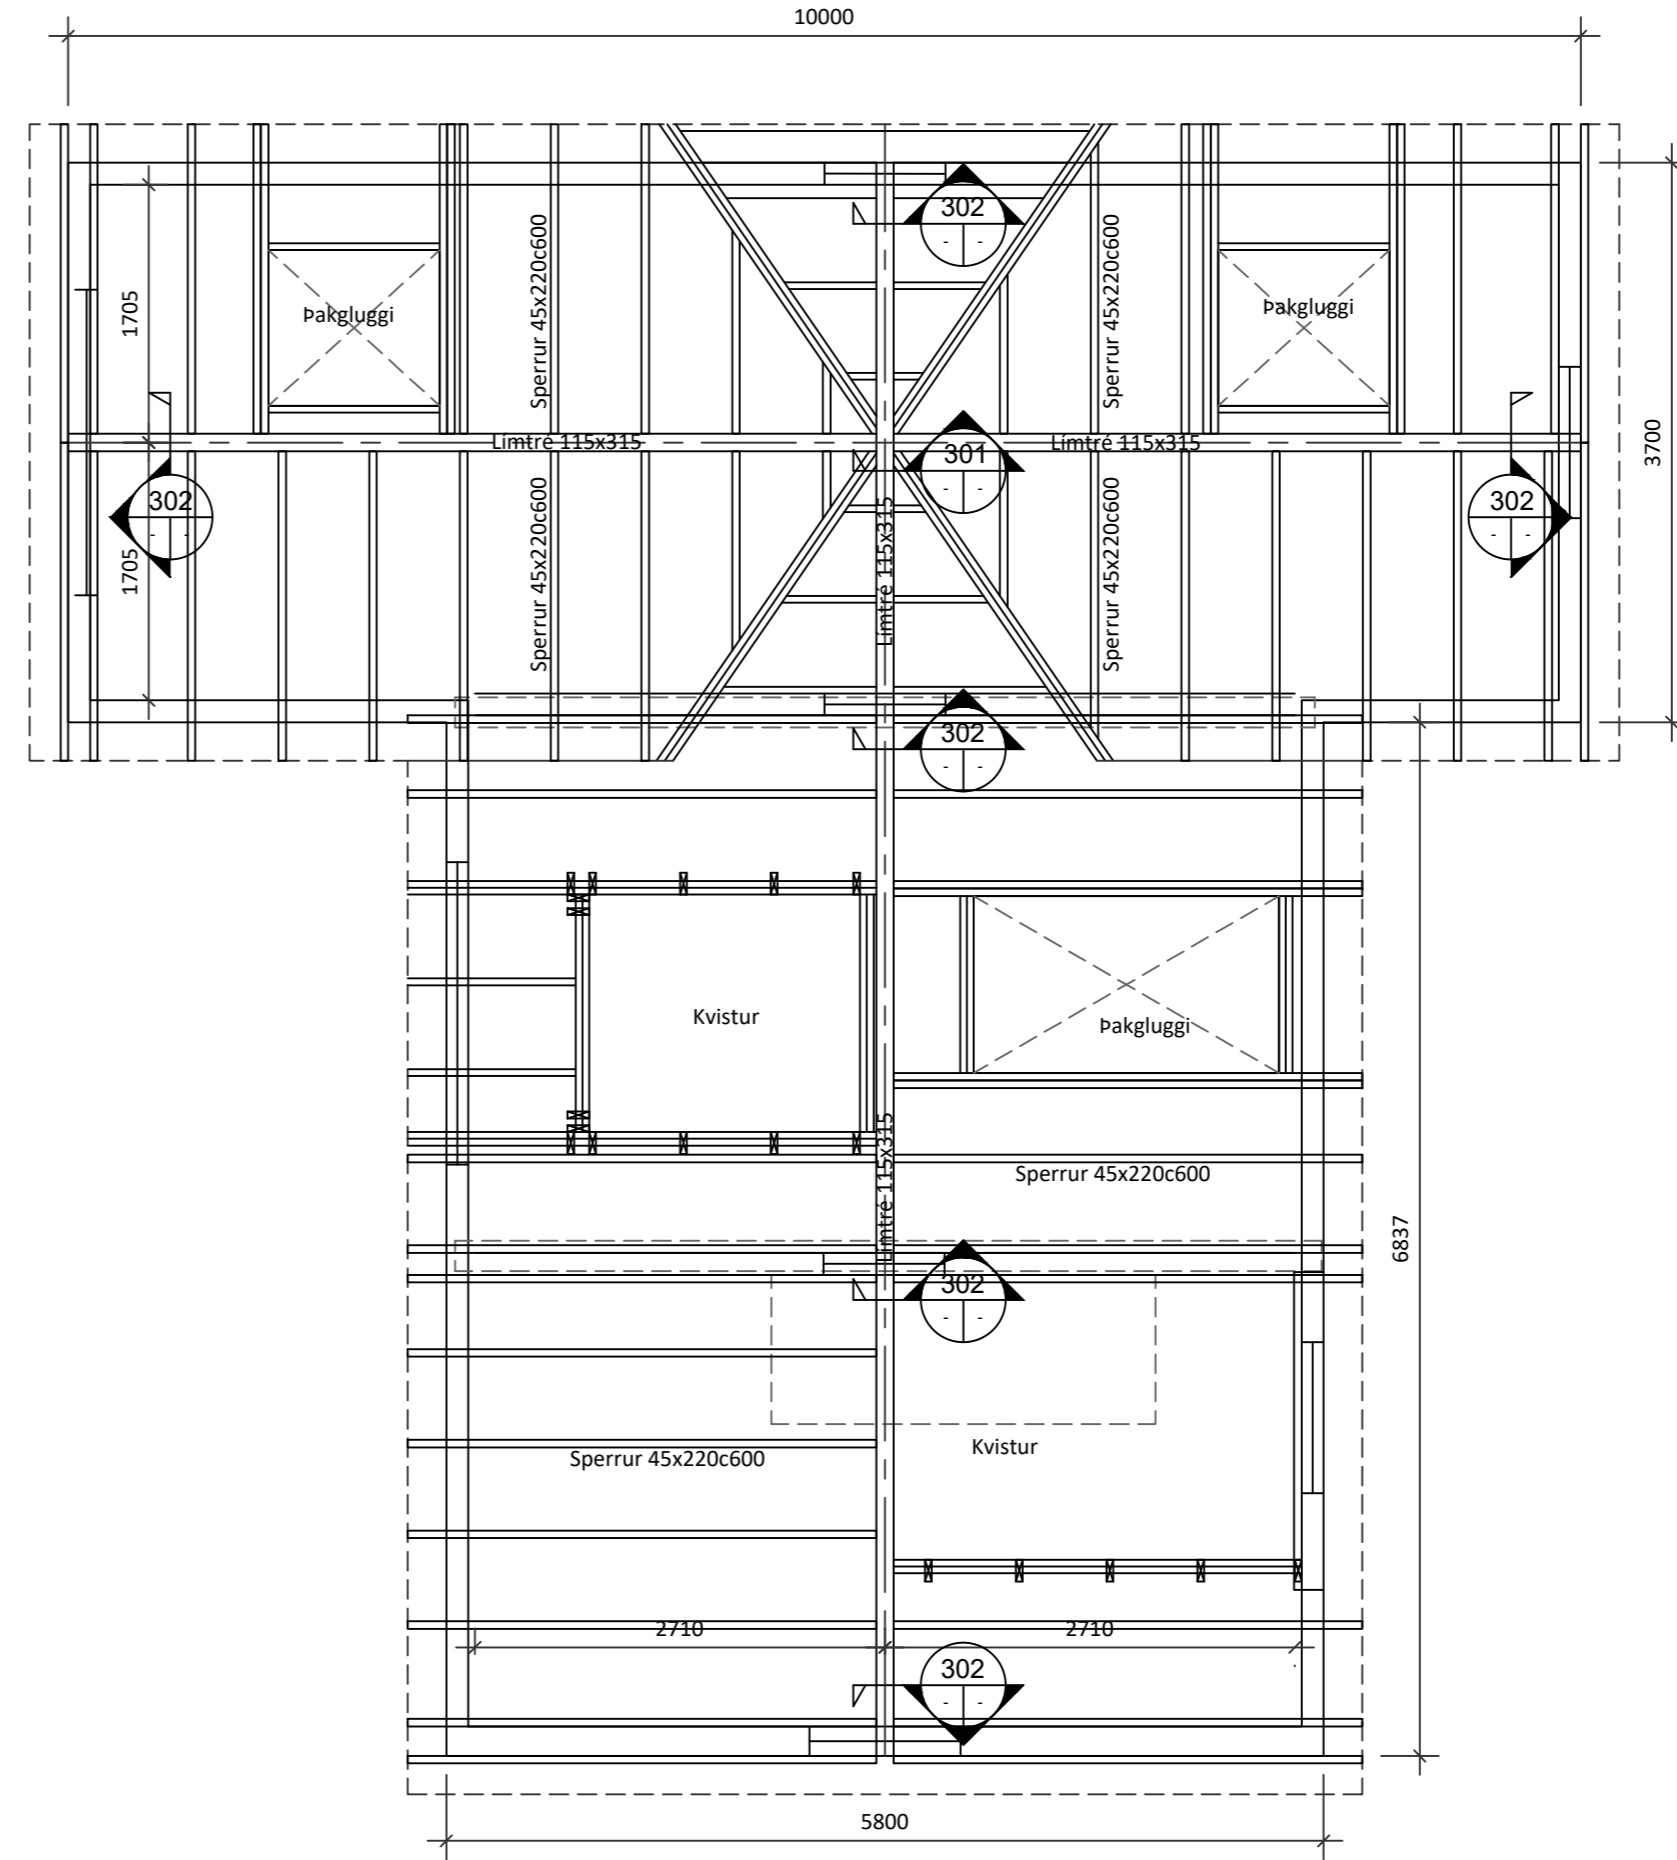 10000
302
- -
Sperrur 45x220c600
Sperrur 45x220c600
1705
Þakgluggi
Þakgluggi
Límtré 115x315
Límtré 115x315
3700
301
- -
302
- -
302
- -
1705
Sperrur 45x220c600
Límtré 115x315
Sperrur 45x220c600
302
- -
Kvistur
Þakgluggi
Límtré 115x315
Sperrur 45x220c600
6837
302
- -
Kvistur
Sperrur 45x220c600
2710
2710
302
- -
5800